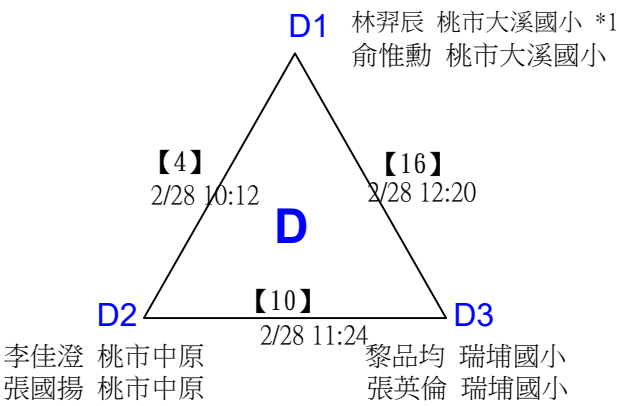 D1 林羿辰 桃市大溪國小 *1
俞惟勳 桃市大溪國小
【4】 【16】
2/28 10:12 2/28 12:20
D
【10】
D2 D3
2/28 11:24
李佳澄 桃市中原 黎品均 瑞埔國小
張國揚 桃市中原 張英倫 瑞埔國小